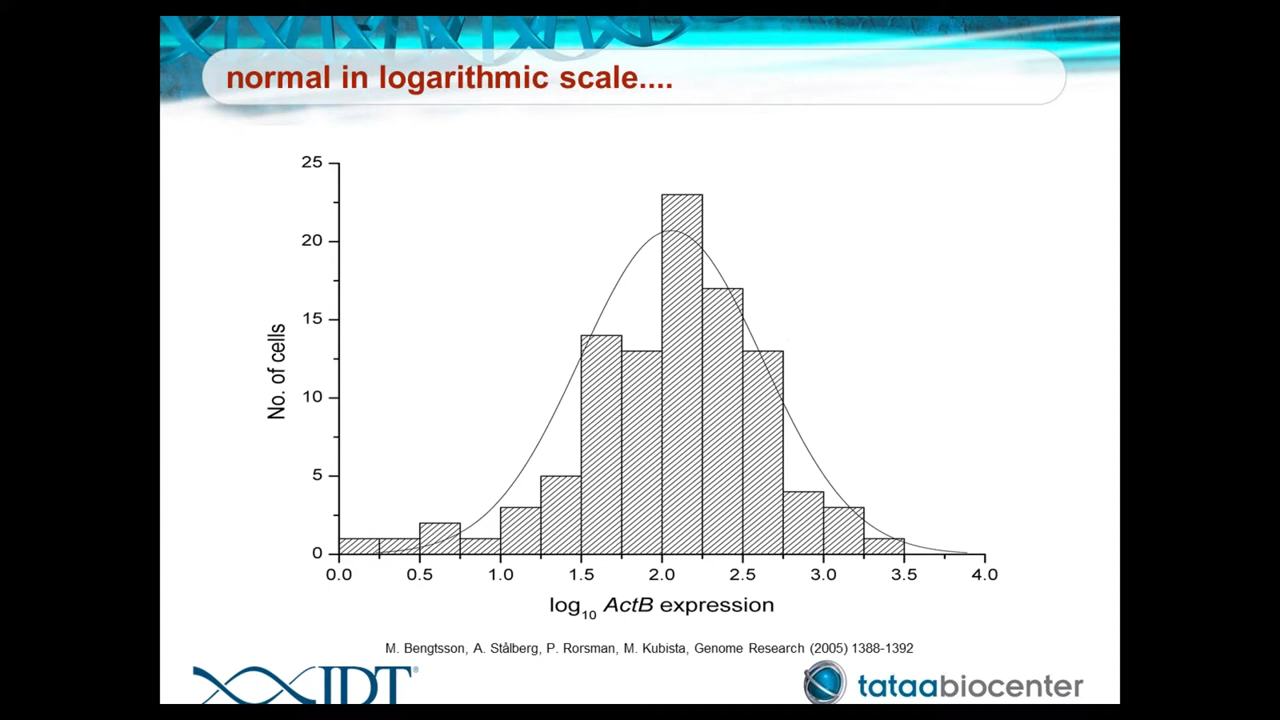 normal in logarithmic scale....
25
20
15
10
5
0
No. of cells
0.0 0.5 1.0 1.5 2.0 2.5 3.0 3.5 4.0
log10 ActB expression
M. Bengtsson, A. Stålberg, P. Rorsman, M. Kubista, Genome Research (2005) 1388-1392
IDT®
tataabiocenter